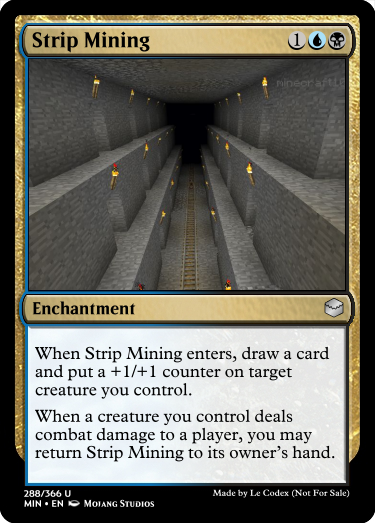 Strip Mining 1
minecraft
Enchantment
When Strip Mining enters, draw a card
and put a +1/+1 counter on target
creature you control.
When a creature you control deals
combat damage to a player, you may
return Strip Mining to its owner's hand.
288/366 U
Made by Le Codex (Not For Sale)
MIN • EN Mojang Studios